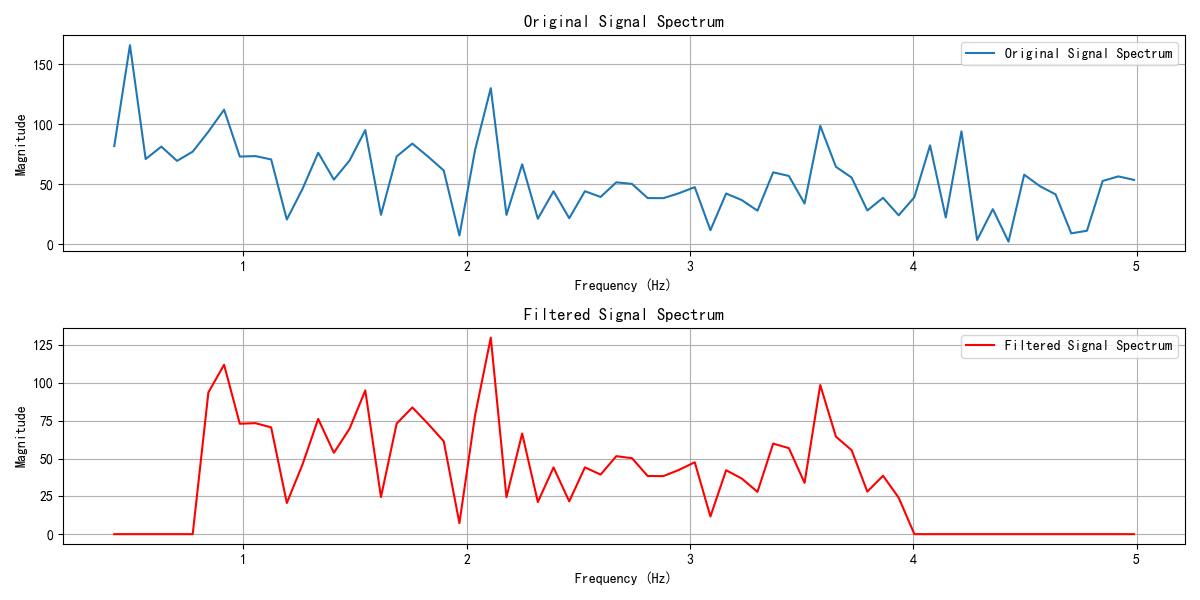 Original Signal Spectrum
Original Signal Spectrum
150
100
50
0
Magnitude
1 2 3 4 5
Frequency (Hz)
Filtered Signal Spectrum
Filtered Signal Spectrum
125
100
75
50
25
0
Magnitude
1 2 3 4 5
Frequency (Hz)